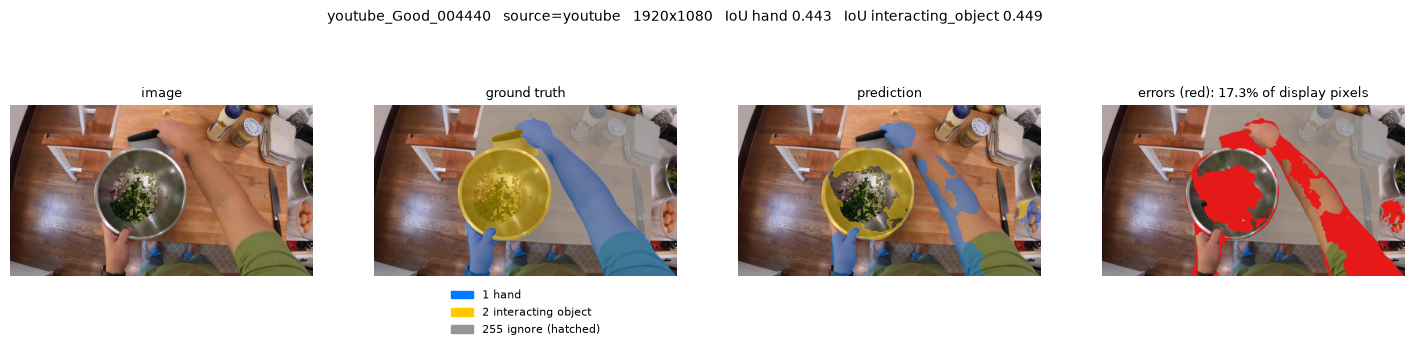 youtube_Good_004440   source=youtube   1920x1080   IoU hand 0.443   IoU interacting_object 0.449
image
ground truth
prediction
errors (red): 17.3% of display pixels
1 hand
2 interacting object
255 ignore (hatched)